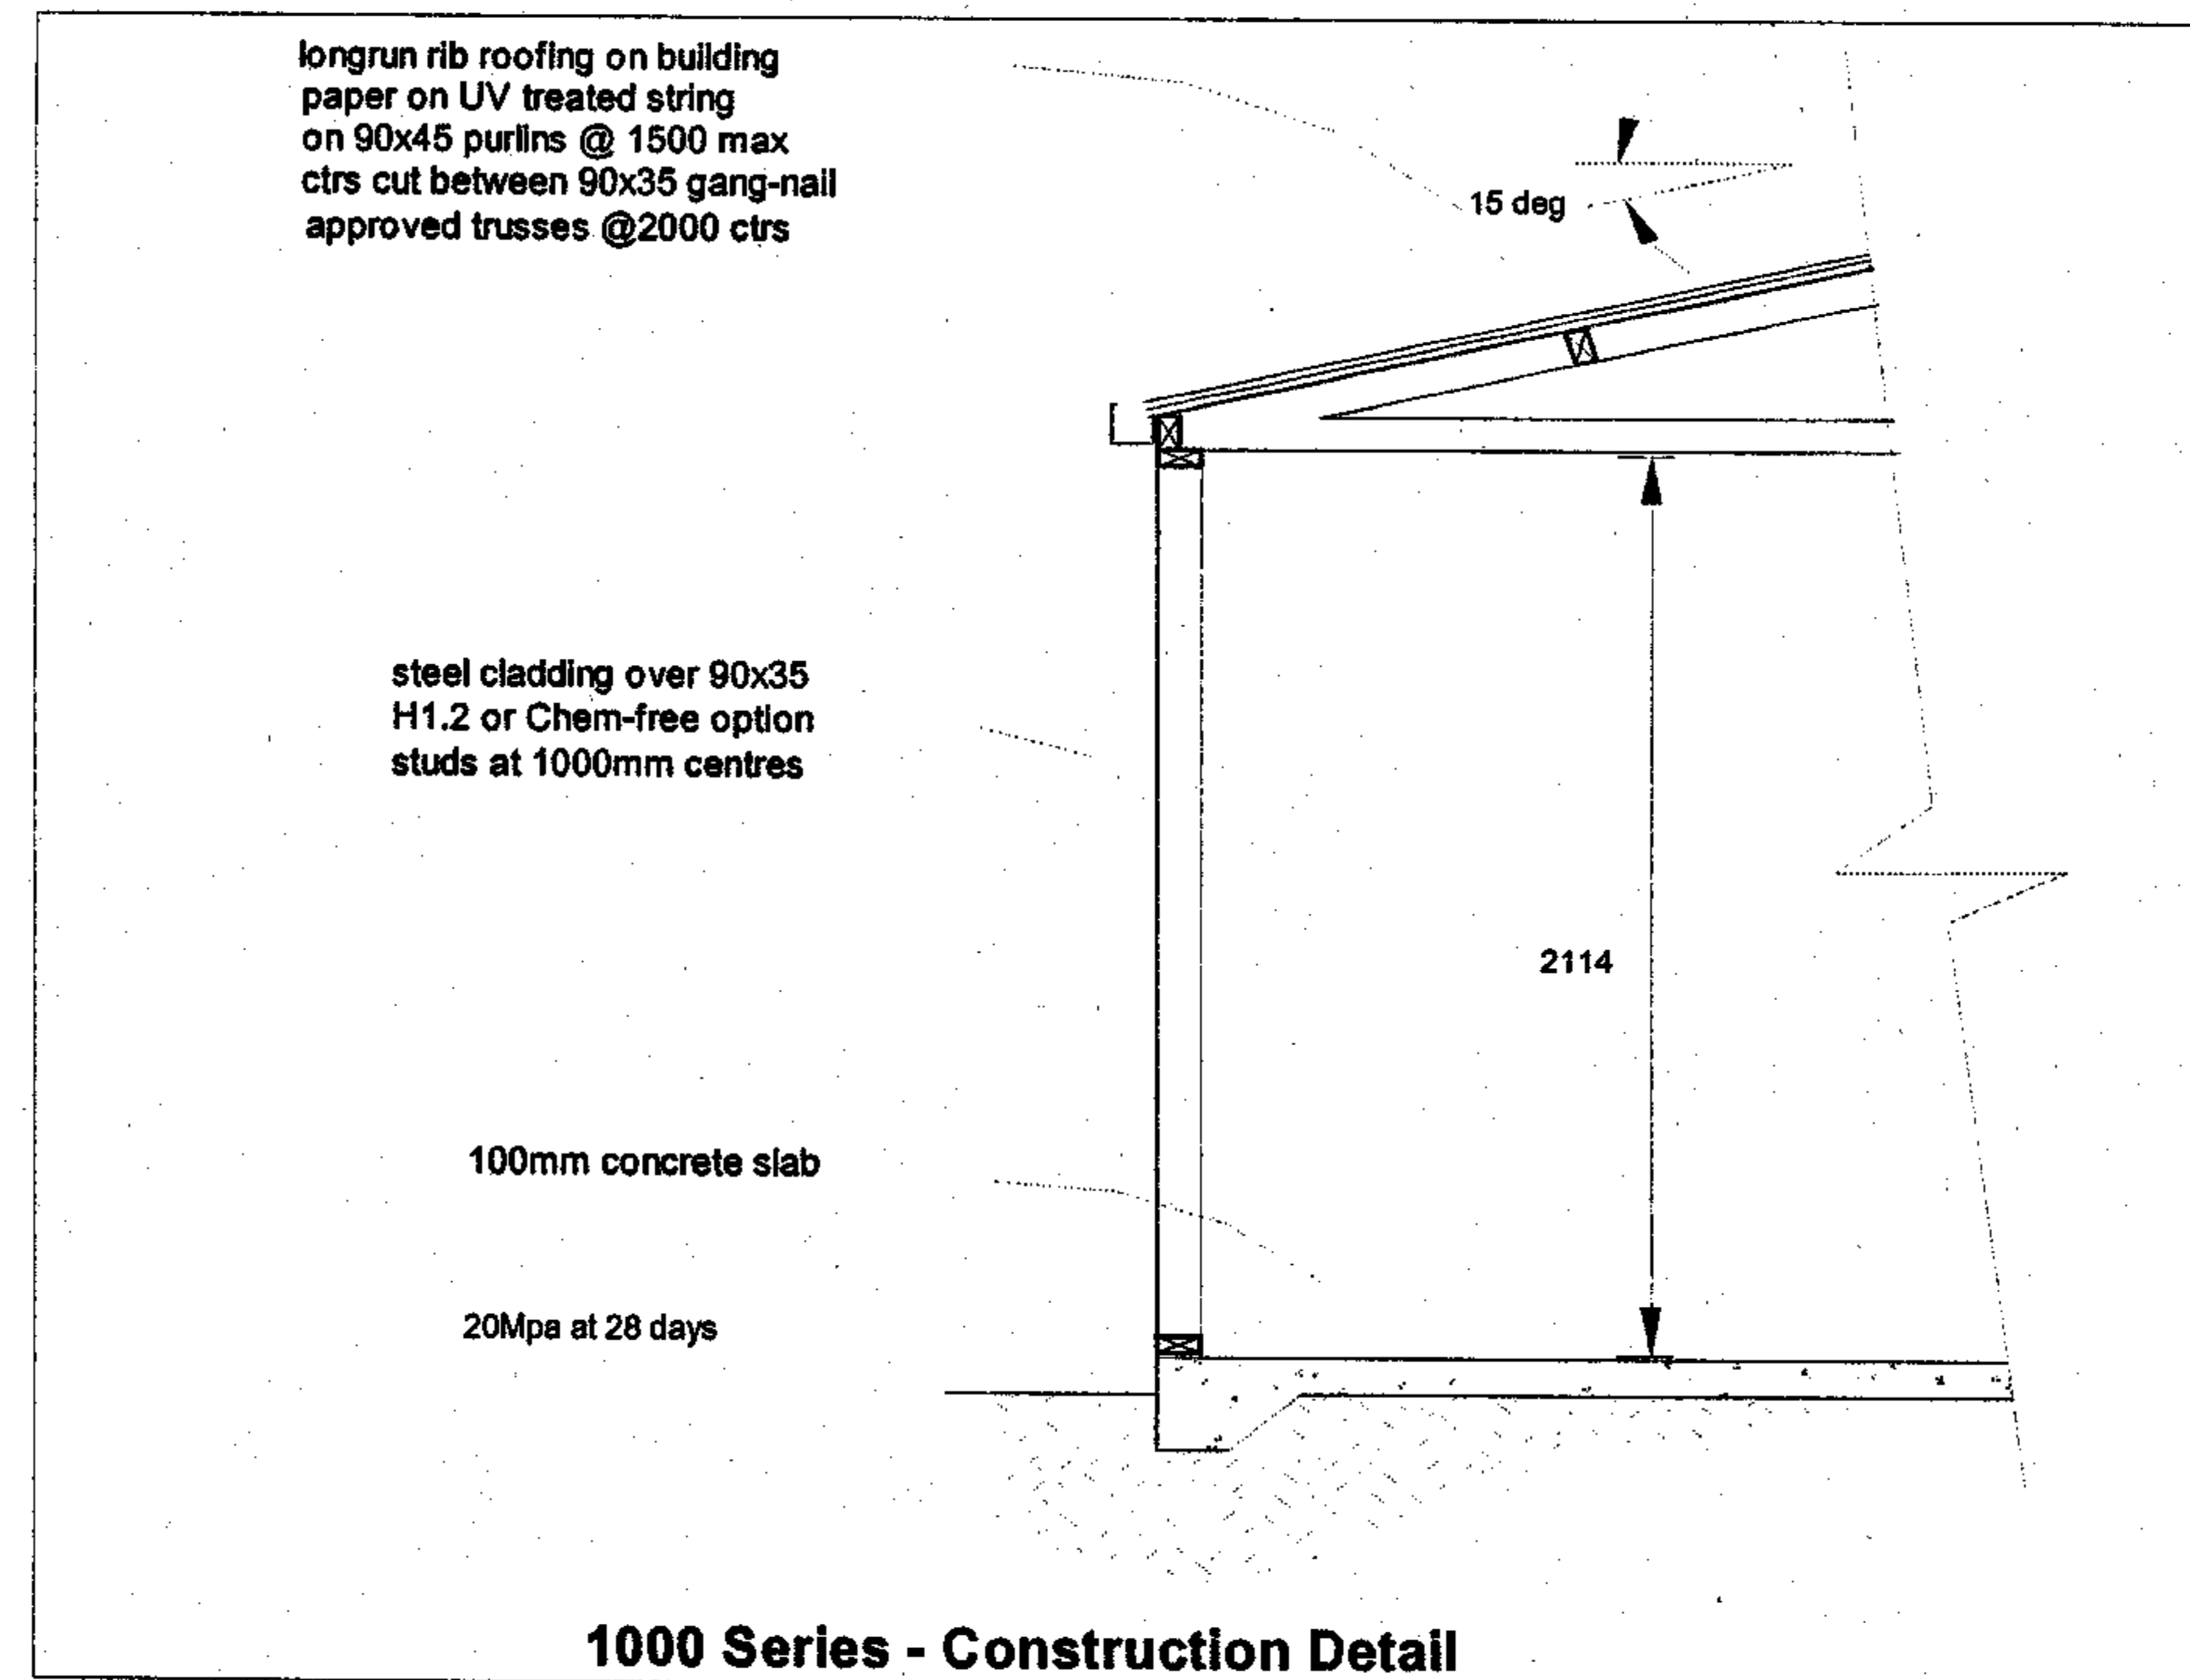 longrun rib roofing on building
paper on UV treated string
on 90x45 purlins @ 1500 max
ctrs cut between 90x35 gang-nail
approved trusses @2000 ctrs
15 deg
steel cladding over 90x35
H1.2 or Chem-free option
studs at 1000mm centres
2114
100mm concrete slab
20Mpa at 28 days
1000 Series - Construction Detail